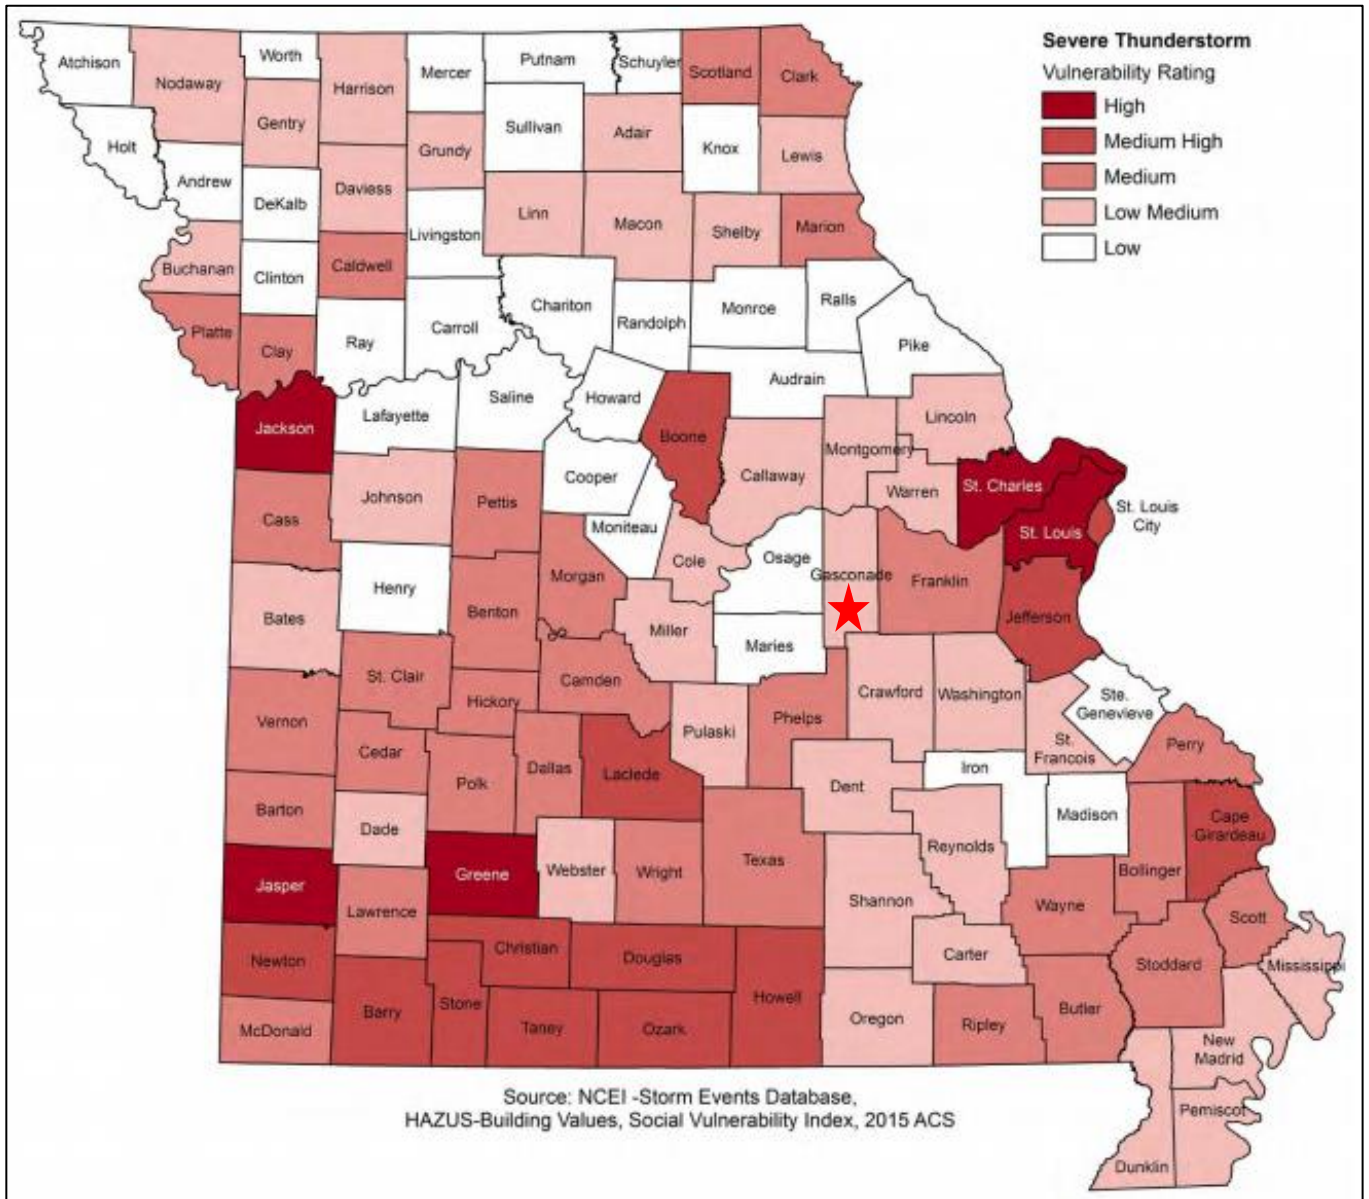 Severe Thunderstorm
Vulnerability Rating
High
Medium High
Medium
Low Medium
Low
Atchison
Nodaway
Worth
Harrison
Mercer
Putnam
Schuyler
Scotland
Clark
Gentry
Holt
Andrew
DeKalb
Daviess
Grundy
Sullivan
Adair
Knox
Lewis
Buchanan
Clinton
Caldwell
Livingston
Linn
Macon
Shelby
Marion
Platte
Clay
Ray
Carroll
Chariton
Randolph
Monroe
Ralls
Pike
Audrain
Jackson
Lafayette
Saline
Howard
Boone
Callaway
Montgomery
Lincoln
Warren
St. Charles
St. Louis
St. Louis
City
Cass
Johnson
Pettis
Cooper
Moniteau
Cole
Osage
Gasconade
Franklin
Jefferson
Bates
Henry
Benton
Morgan
Miller
Maries
Vernon
St. Clair
Hickory
Camden
Pulaski
Phelps
Crawford
Washington
Ste.
Genevieve
St.
Francois
Perry
Barton
Cedar
Polk
Dallas
Laclede
Dent
Iron
Madison
Cape
Girardeau
Dade
Jasper
Greene
Webster
Wright
Texas
Shannon
Reynolds
Bollinger
Wayne
Scott
Lawrence
Newton
Christian
Douglas
Howell
Carter
Stoddard
Mississippi
McDonald
Barry
Stone
Taney
Ozark
Oregon
Ripley
Butler
New
Madrid
Pemiscot
Dunklin
Source: NCEI -Storm Events Database,
HAZUS-Building Values, Social Vulnerability Index, 2015 ACS